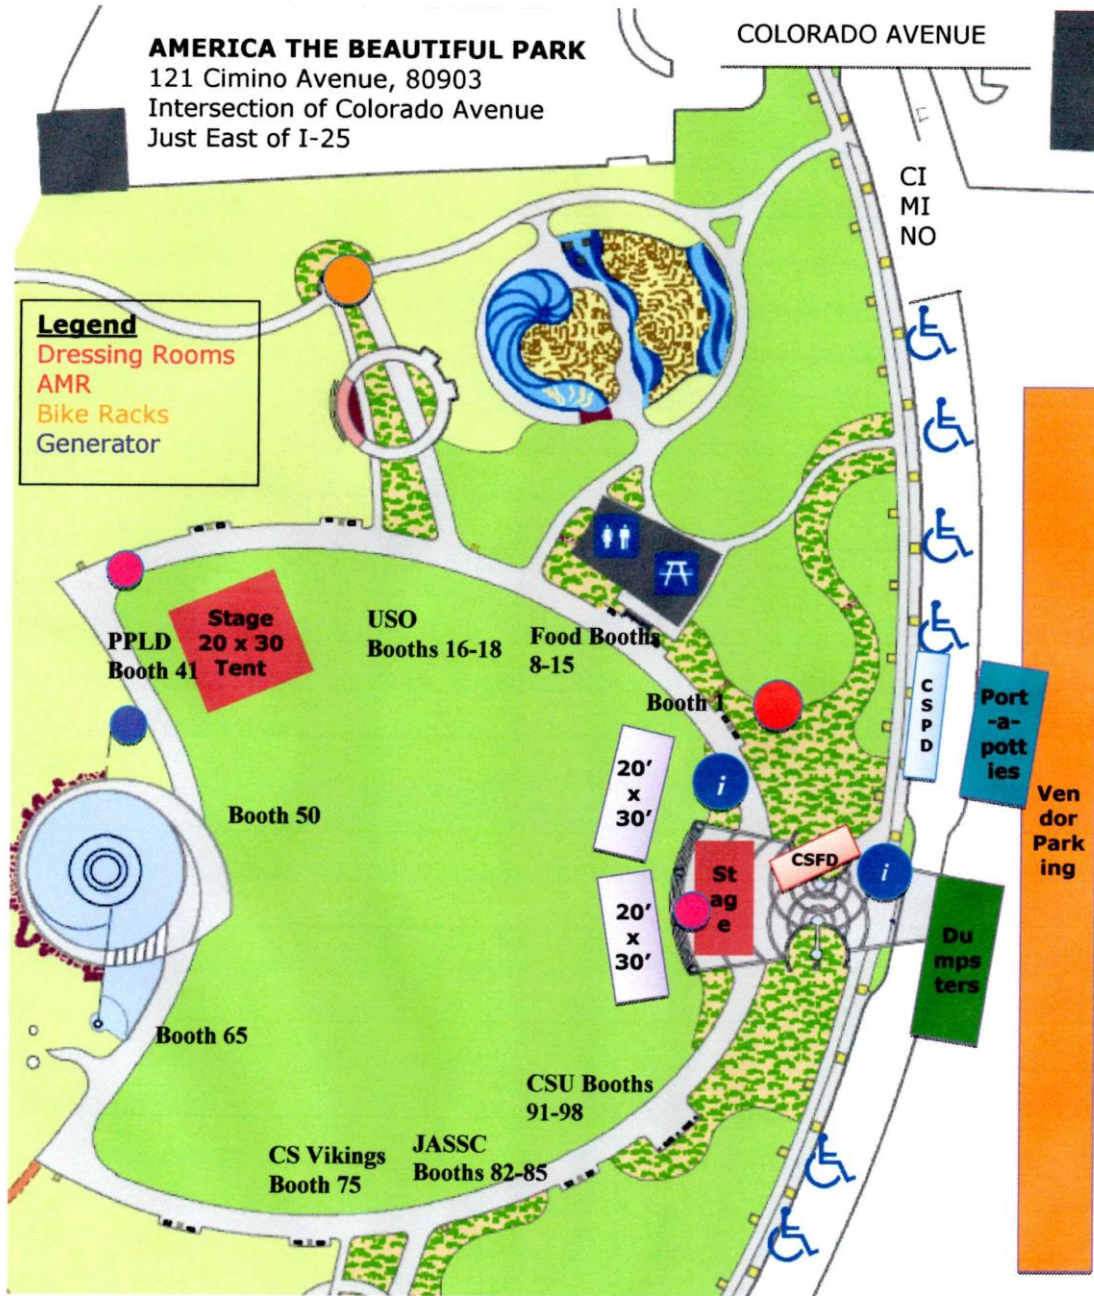 AMERICA THE BEAUTIFUL PARK
121 Cimino Avenue, 80903
Intersection of Colorado Avenue
Just East of I-25
COLORADO AVENUE
CI
MI
NO
Legend
Dressing Rooms
AMR
Bike Racks
Generator
Stage
20 x 30
Tent
PPLD
Booth 41
USO
Booths 16-18
Food Booths
8-15
Booth 1
C
S
P
D
Port
-a-
pott
ies
Ven
dor
Park
ing
20'
x
30'
i
Booth 50
CSFD
i
St
ag
e
20'
x
30'
Du
mps
ters
Booth 65
CSU Booths
91-98
CS Vikings
Booth 75
JASSC
Booths 82-85